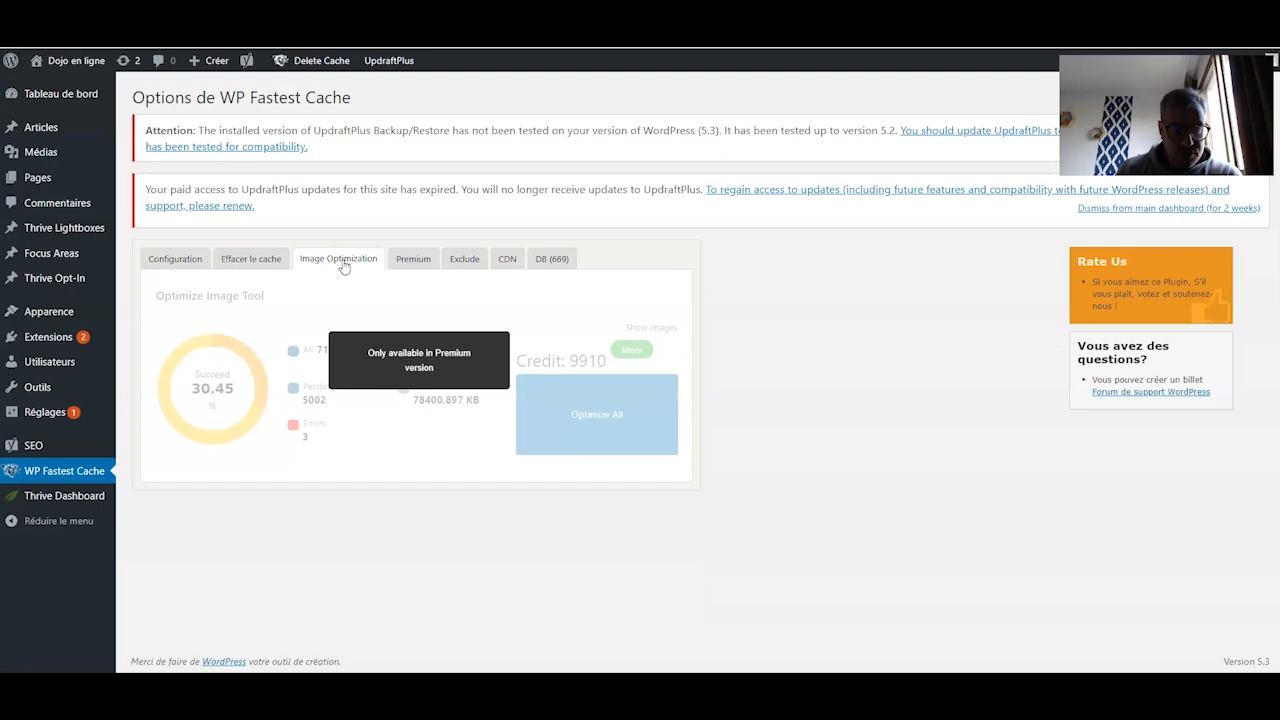 Dojo en ligne
2
0
Créer
Delete Cache
UpdraftPlus
Tableau de bord
Articles
Médias
Pages
Commentaires
Thrive Lightboxes
Focus Areas
Thrive Opt-In
Apparence
Extensions 2
Utilisateurs
Outils
Réglages 1
SEO
WP Fastest Cache
Thrive Dashboard
Réduire le menu
Options de WP Fastest Cache
Attention: The installed version of UpdraftPlus Backup/Restore has not been tested on your version of WordPress (5.3). It has been tested up to version 5.2. You should update UpdraftPlus
has been tested for compatibility.
Your paid access to UpdraftPlus updates for this site has expired. You will no longer receive updates to UpdraftPlus. To regain access to updates (including future features and compatibility with future WordPress releases) and
support, please renew.
Dismiss from main dashboard (for 2 weeks)
Configuration
Effacer le cache
Image Optimization
Premium
Exclude
CDN
DB (669)
Optimize Image Tool
Succeed
30.45
%
All 71
5002
Errors
3
Only available in Premium
version
78400.897 KB
Show Images
More
Credit: 9910
Optimize All
Rate Us
Si vous aimez ce Plugin, S'il
vous plaît, votez et soutenez-
nous !
Vous avez des
questions?
Vous pouvez créer un billet
Forum de support WordPress
Merci de faire de WordPress votre outil de création.
Version 5.3